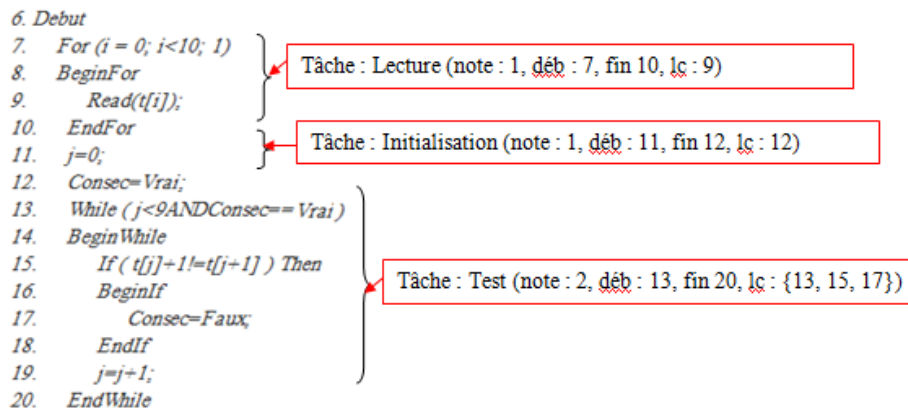 6. Debut
7. For (i = 0; i<10; 1)
8. BeginFor
9. Read(t[i]);
10. EndFor
11. j=0;
12. Consec=Vrai;
13. While ( j<9ANDConsec== Vrai )
14. BeginWhile
15. If ( t[j]+1!=t[j+1] ) Then
16. BeginIf
17. Consec=Faux;
18. EndIf
19. j=j+1;
20. EndWhile
Tâche : Lecture (note : 1, déb : 7, fin 10, lç : 9)
Tâche : Initialisation (note : 1, déb : 11, fin 12, lç : 12)
Tâche : Test (note : 2, déb : 13, fin 20, lç : {13, 15, 17})